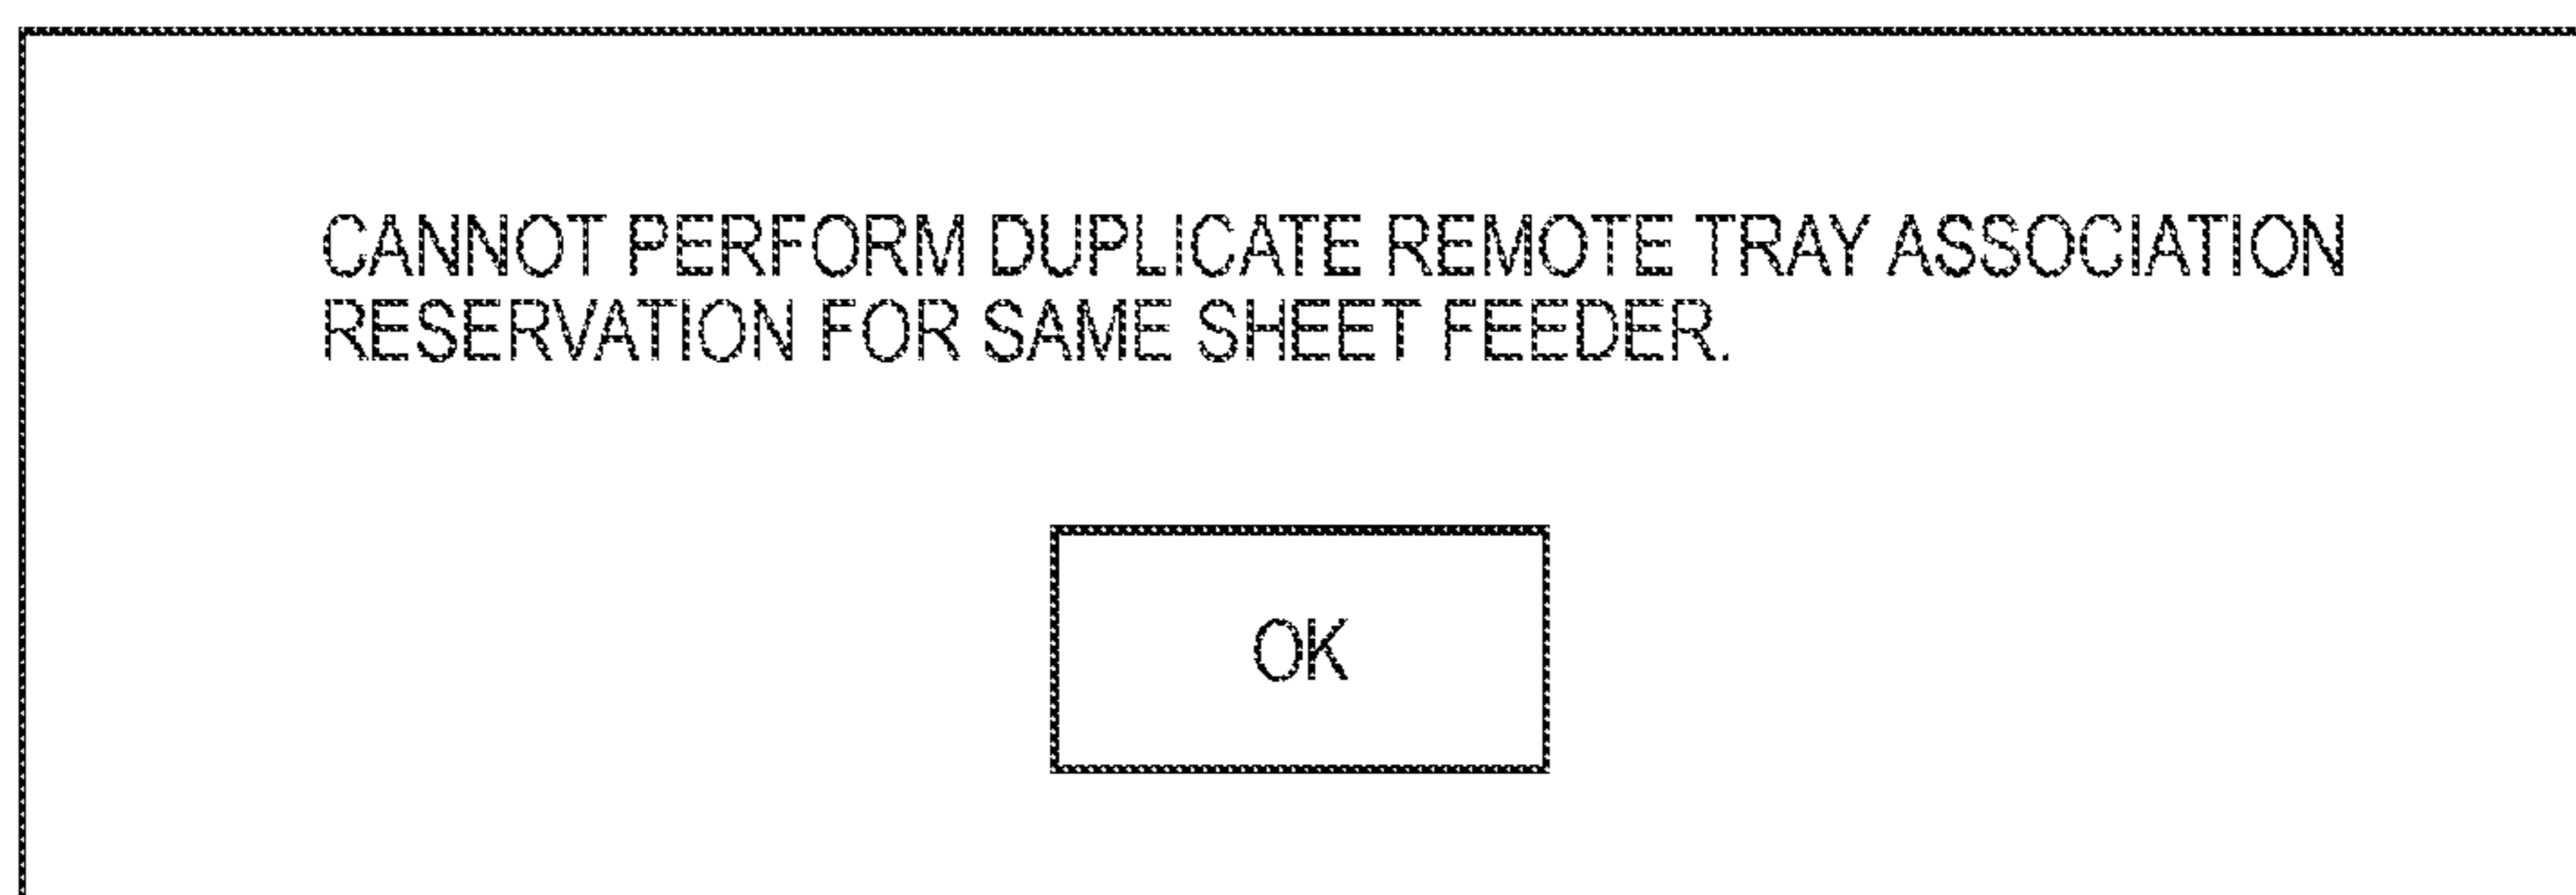 CANNOT PERFORM DUPLICATE REMOTE TRAY ASSOCIATION
RESERVATION FOR SAME SHEET FEEDER.
OK